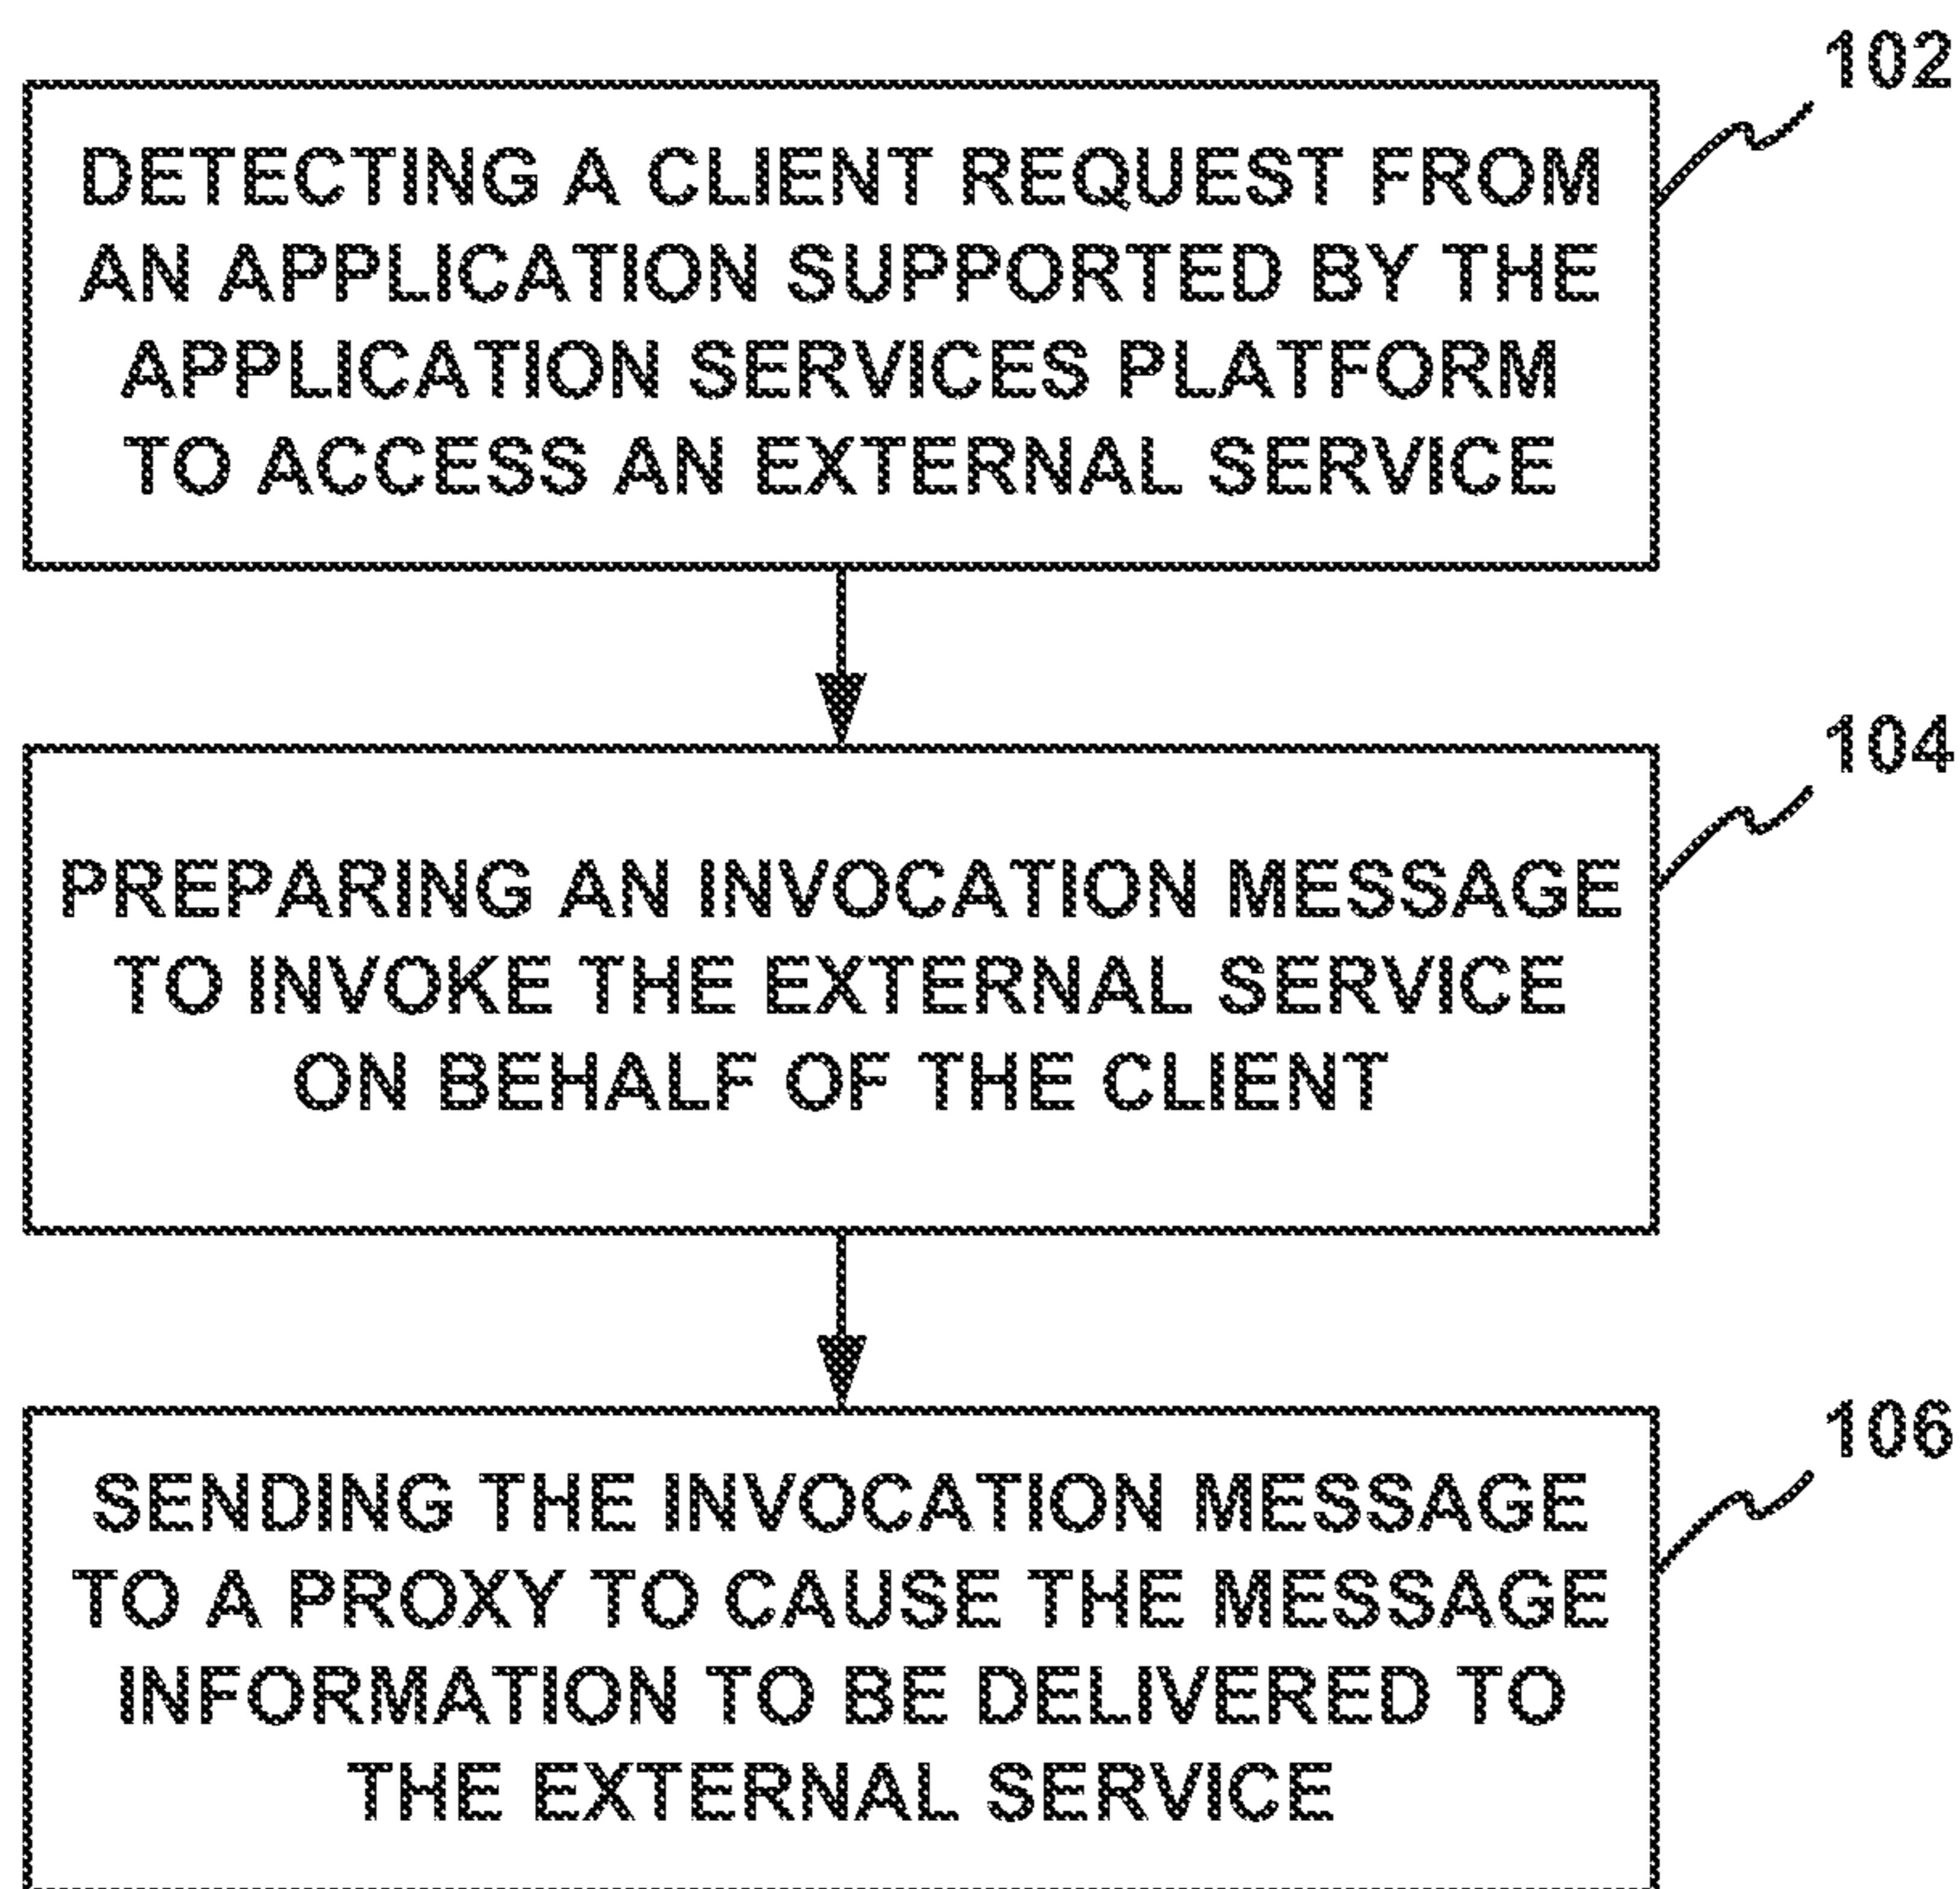 102
DETECTING A CLIENT REQUEST FROM
AN APPLICATION SUPPORTED BY THE
APPLICATION SERVICES PLATFORM
TO ACCESS AN EXTERNAL SERVICE
104
PREPARING AN INVOCATION MESSAGE
TO INVOKE THE EXTERNAL SERVICE
ON BEHALF OF THE CLIENT
106
SENDING THE INVOCATION MESSAGE
TO A PROXY TO CAUSE THE MESSAGE
INFORMATION TO BE DELIVERED TO
THE EXTERNAL SERVICE